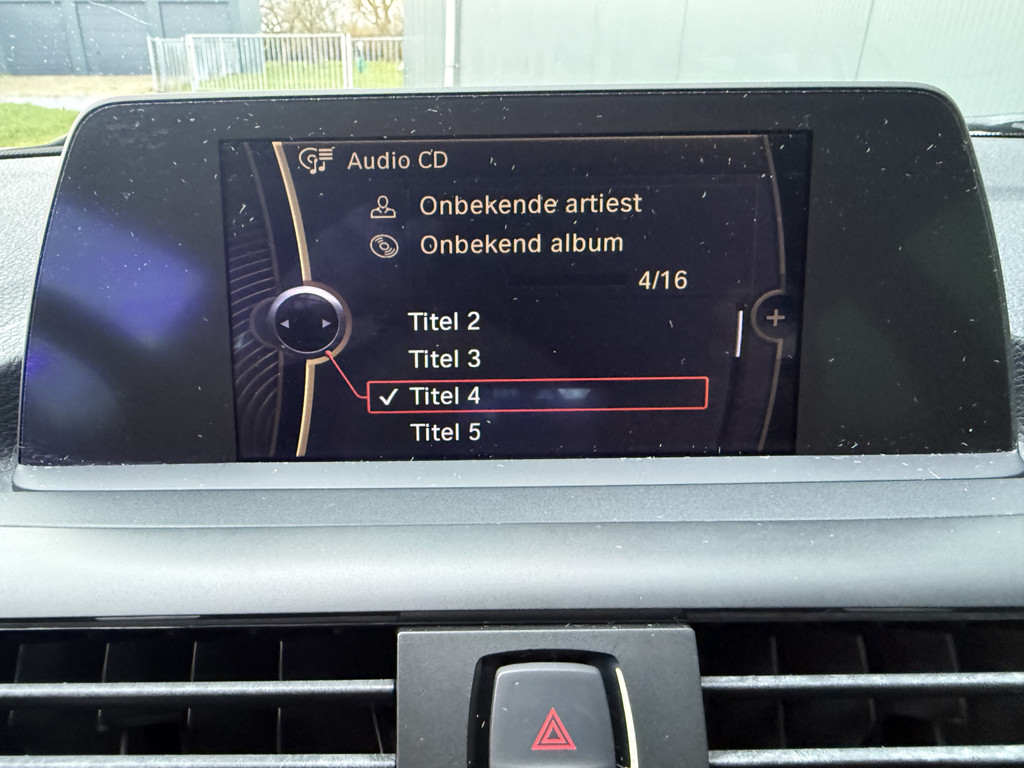 Audio CD
Onbekende artiest
Onbekend album
4/16
Titel 2
Titel 3
Titel 4
Titel 5